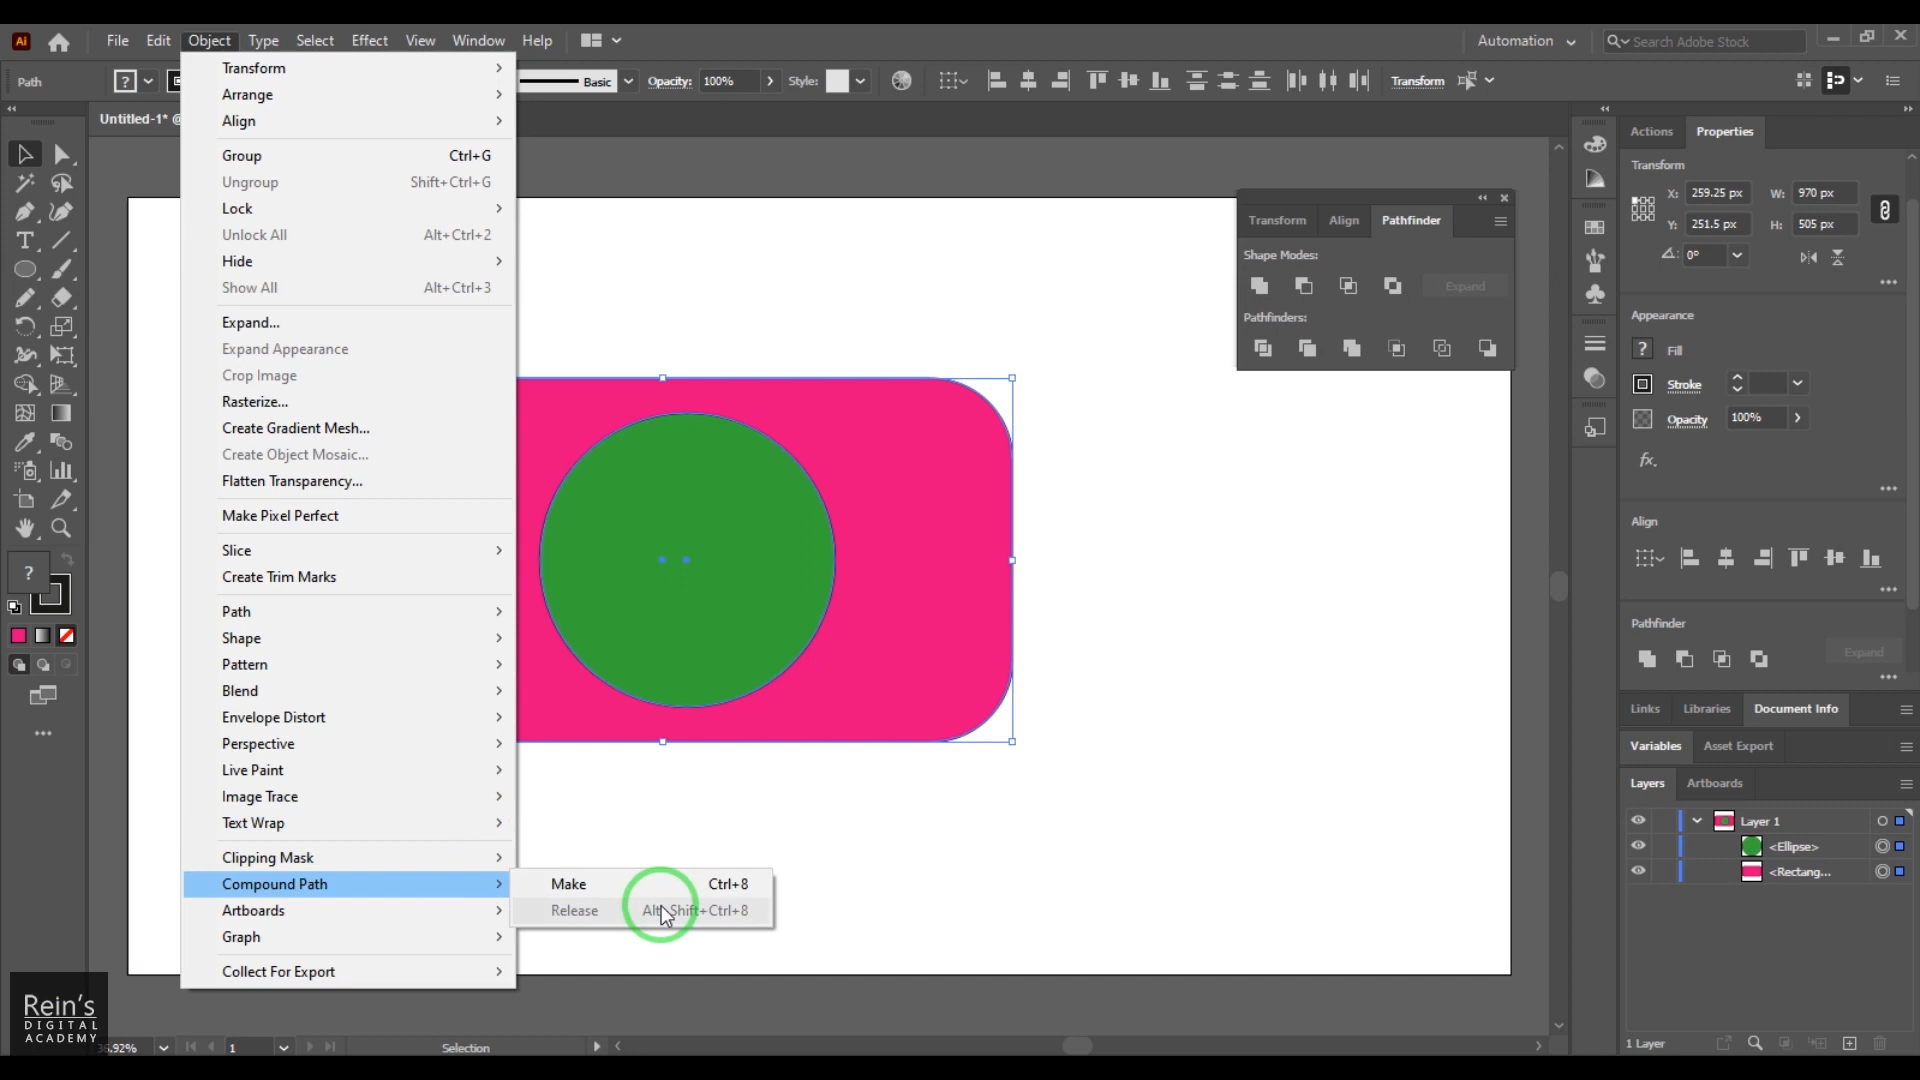 Ai File Edit Object Type Select Effect View Window Help Automation Search Adobe Stock
Path ? Basic Opacity: 100% Style: Transform
Untitled-1* @
Transform
Arrange
Align
Group Ctrl+G
Ungroup Shift+Ctrl+G
Lock
Unlock All Alt+Ctrl+2
Hide
Show All Alt+Ctrl+3
Expand...
Expand Appearance
Crop Image
Rasterize...
Create Gradient Mesh...
Create Object Mosaic...
Flatten Transparency...
Make Pixel Perfect
Slice
Create Trim Marks
Path
Shape
Pattern
Blend
Envelope Distort
Perspective
Live Paint
Image Trace
Text Wrap
Clipping Mask
Compound Path
Artboards
Graph
Collect For Export
Make Ctrl+8
Release Alt+Shift+Ctrl+8
Transform Align Pathfinder
Shape Modes:
Expand
Pathfinders:
Actions Properties
Transform
X: 259.25 px W: 970 px
Y: 251.5 px H: 505 px
0°
Appearance
? Fill
Stroke
Opacity 100%
fx.
Align
Pathfinder
Expand
Links Libraries Document Info
Variables Asset Export
Layers Artboards
Layer 1
<Ellipse>
<Rectang...
1 Layer
?
Rein's
DIGITAL
ACADEMY
36.92% 1 Selection